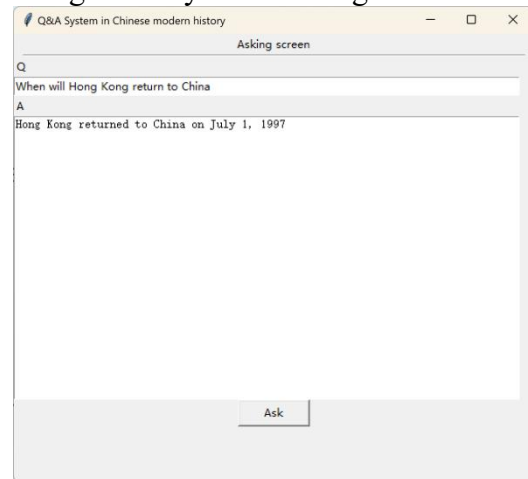 Q&A System in Chinese modern history
Asking screen
Q
When will Hong Kong return to China
A
Hong Kong returned to China on July 1, 1997
Ask